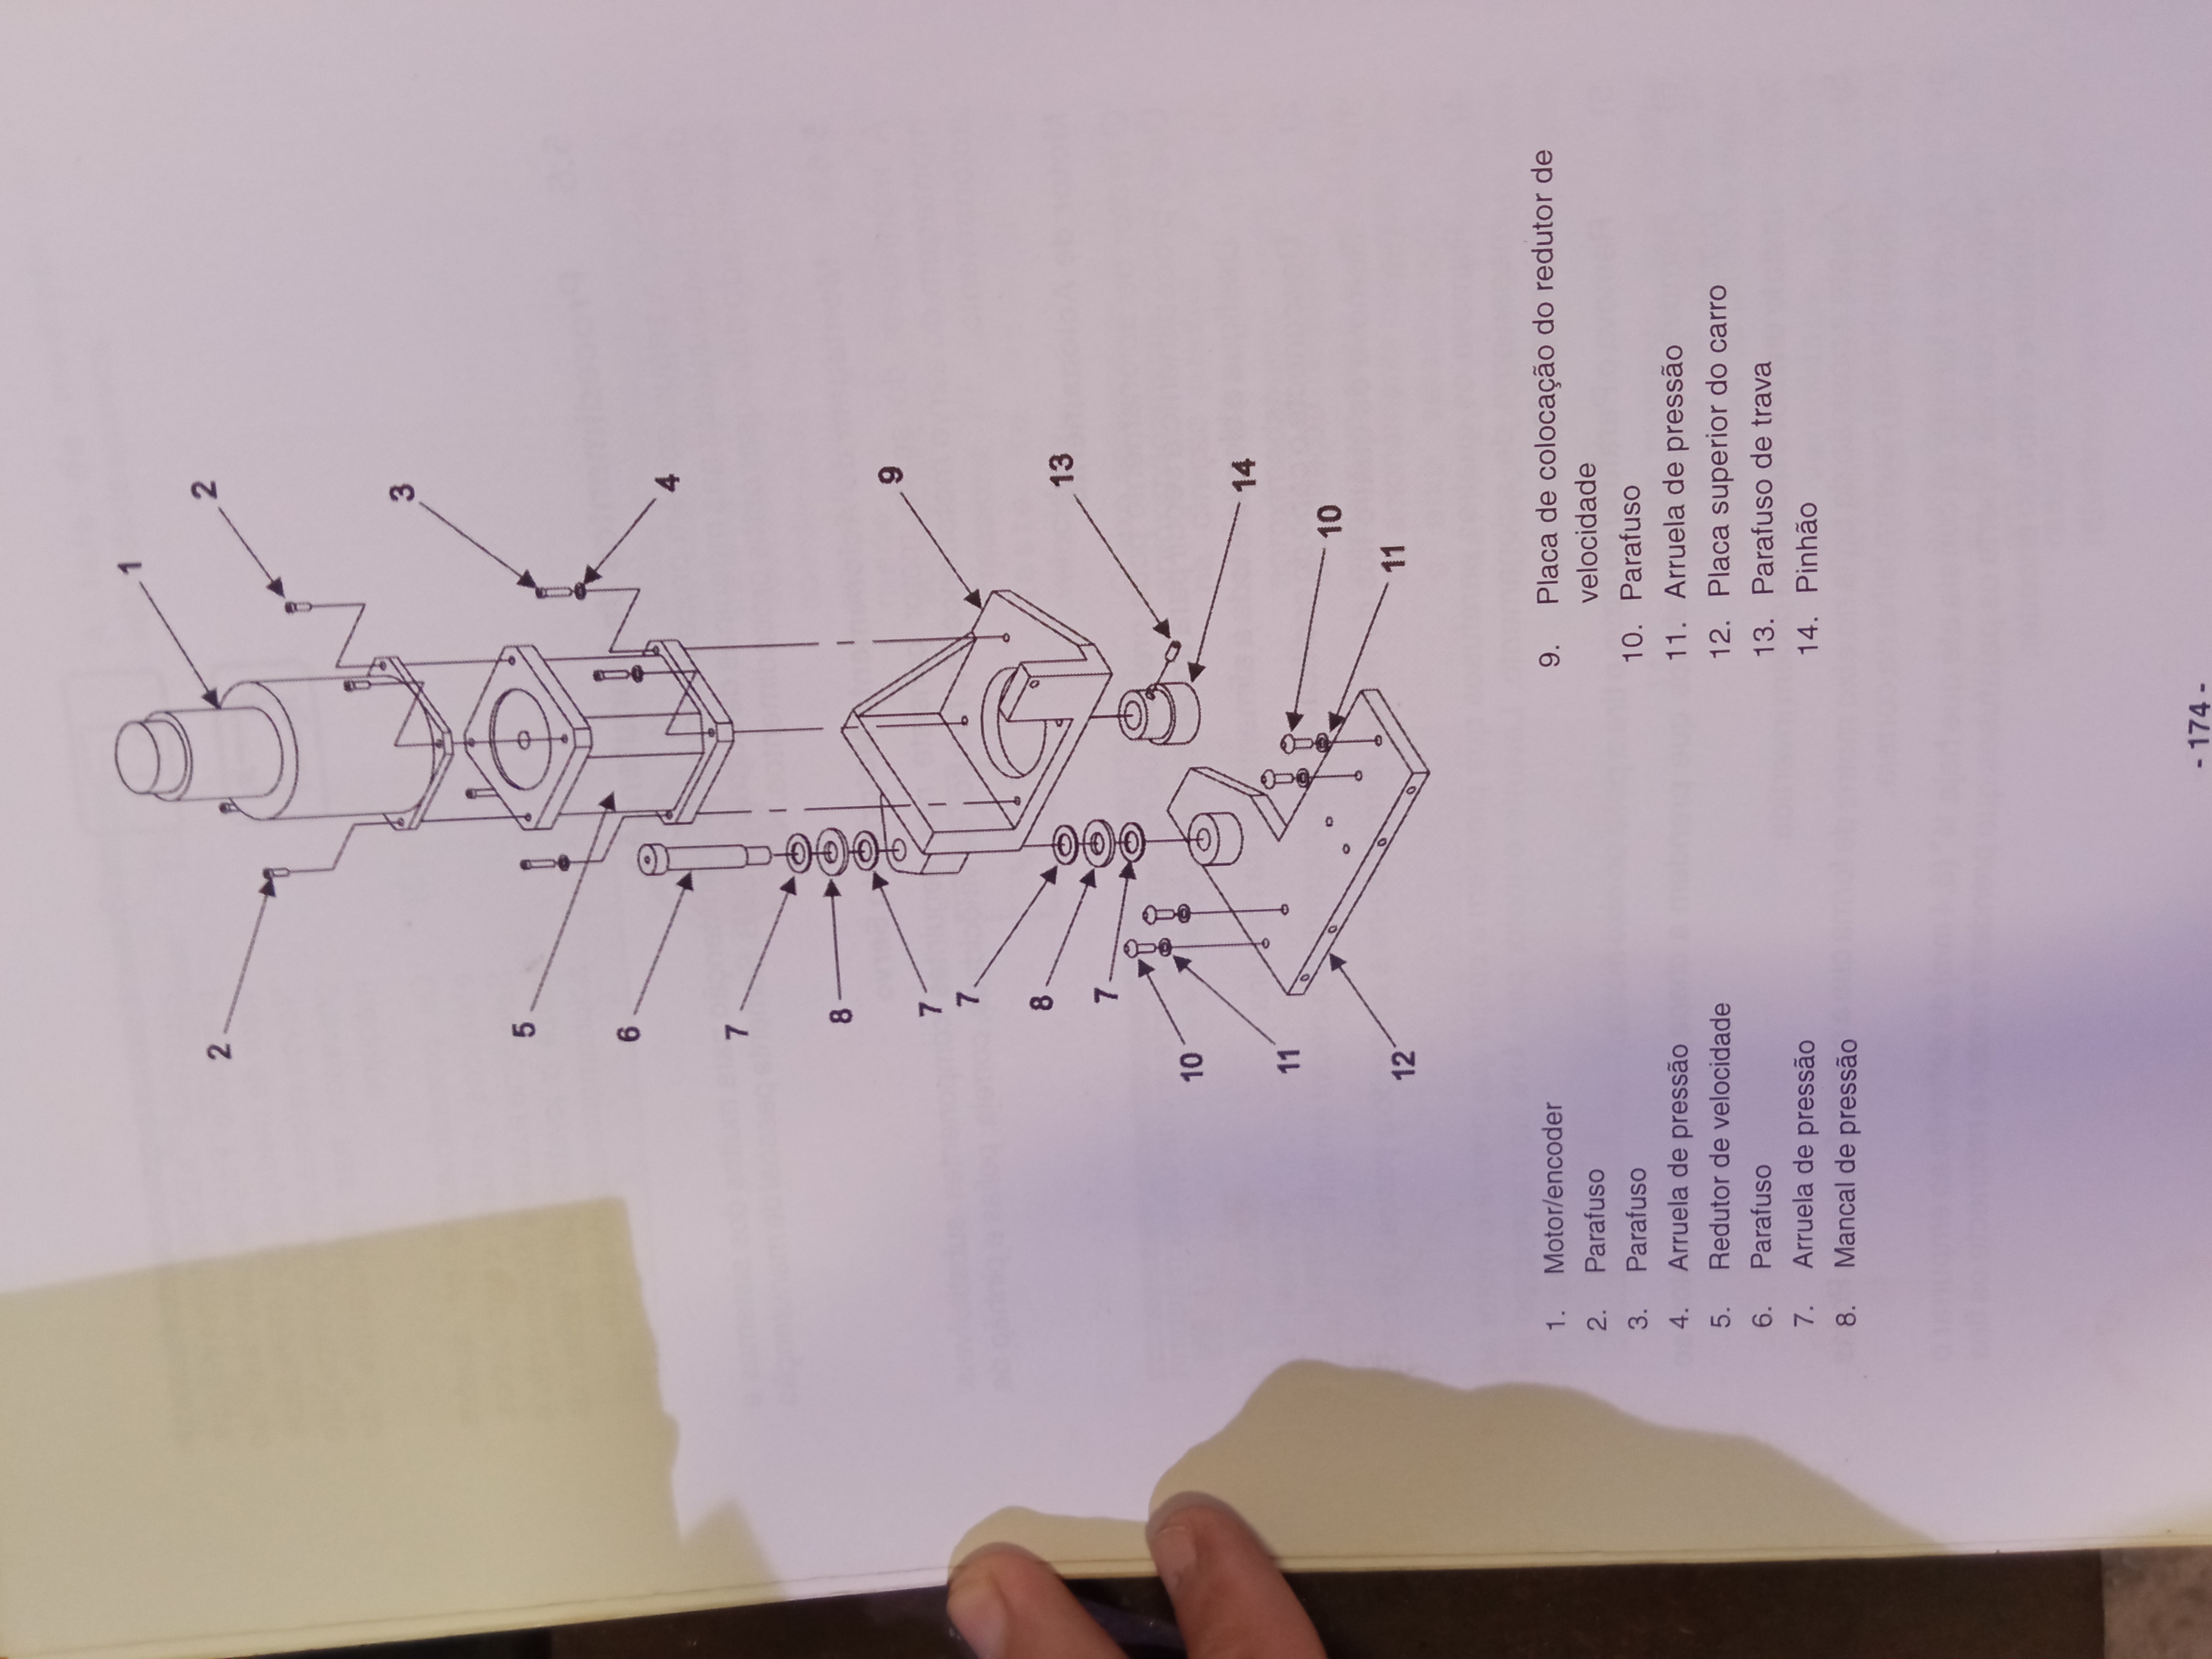 1
2
2
3
5
6
4
7
8
9
7
7
8
13
7
10
14
11
10
12
11
1. Motor/encoder
2. Parafuso
3. Parafuso
4. Arruela de pressão
5. Redutor de velocidade
6. Parafuso
7. Arruela de pressão
8. Mancal de pressão
9. Placa de colocação do redutor de
velocidade
10. Parafuso
11. Arruela de pressão
12. Placa superior do carro
13. Parafuso de trava
14. Pinhão
- 174 -